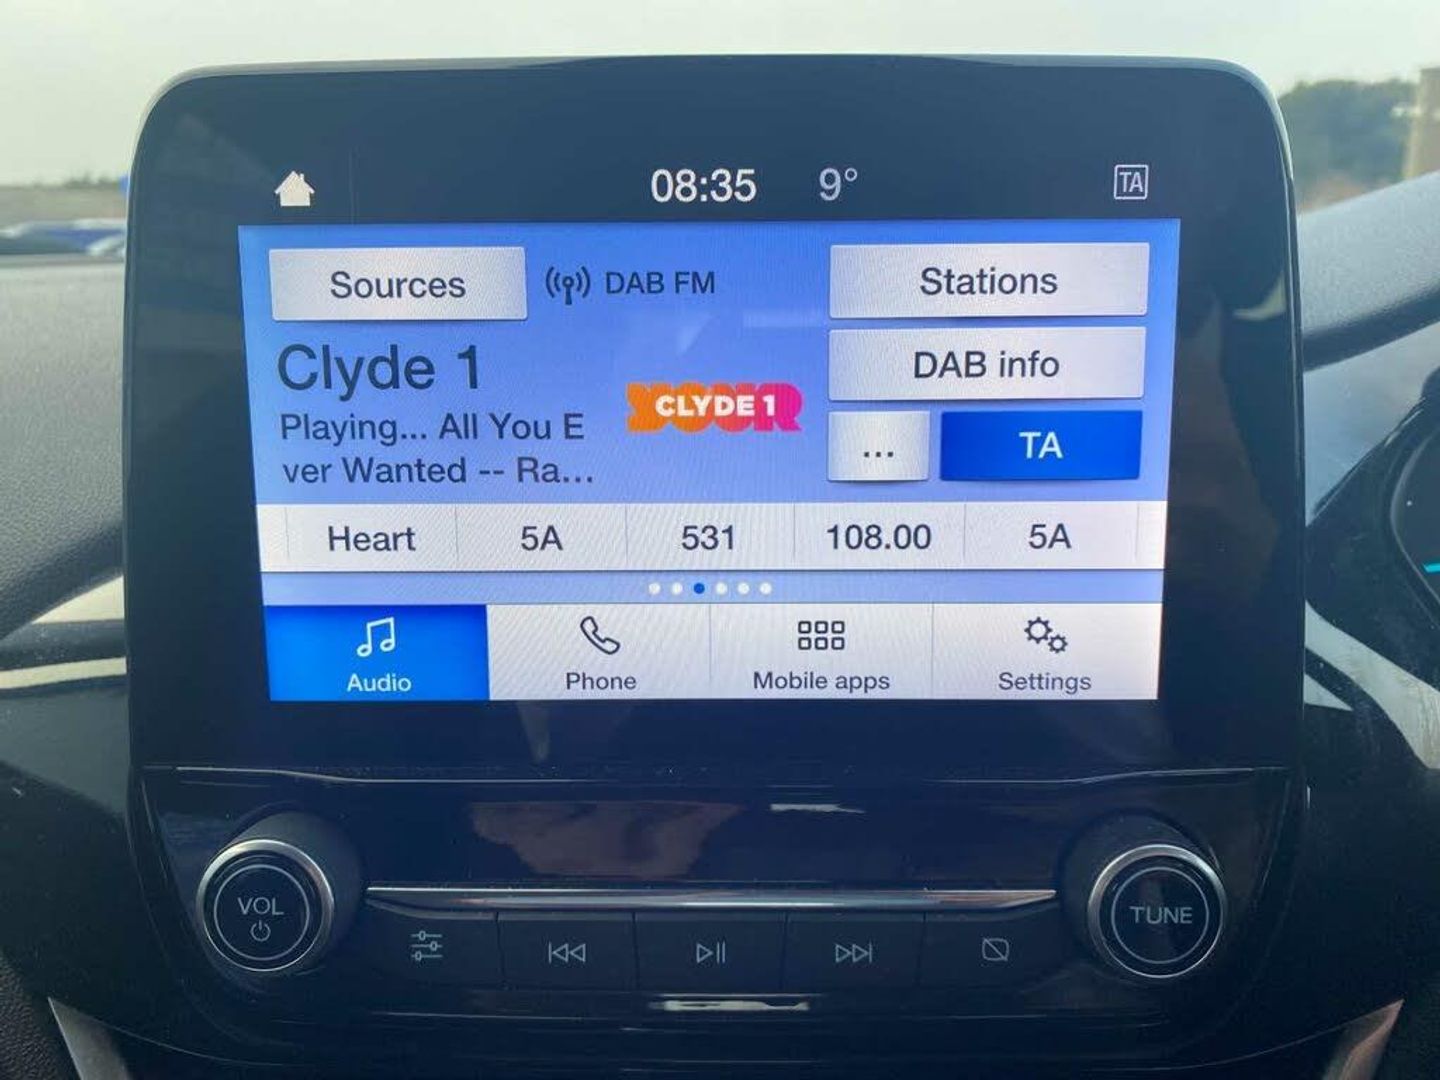 08:35 9° TA
Sources DAB FM Stations
Clyde 1
Playing... All You E
ver Wanted -- Ra...
YOUR
CLYDE 1
DAB info
... TA
Heart 5A 531 108.00 5A
Audio Phone Mobile apps Settings
VOL TUNE